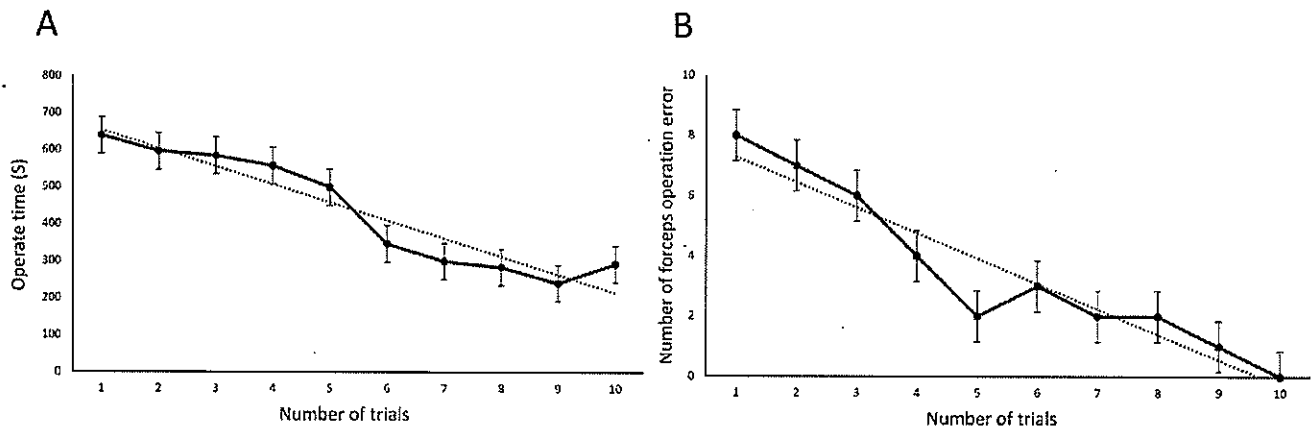 A
800
700
600
500
400
300
200
100
0
Operate time (S)
1 2 3 4 5 6 7 8 9 10
Number of trials
B
10
8
6
4
2
0
Number of forceps operation error
1 2 3 4 5 6 7 8 9 10
Number of trials